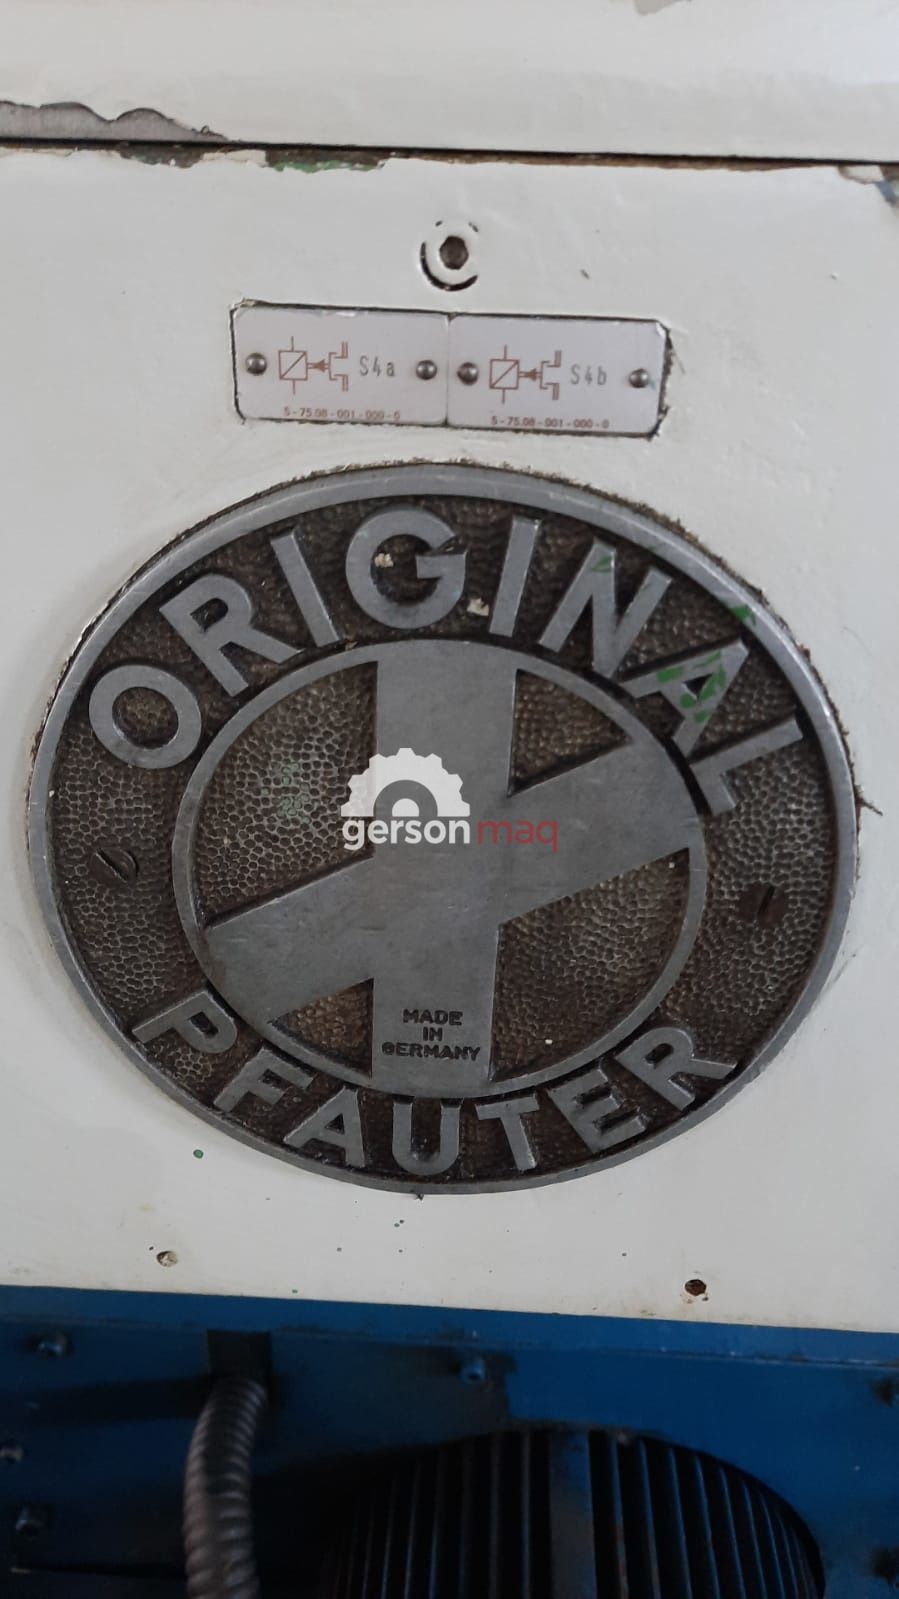 S4a
S4b
5-75.08-001-000-0
5-75.08-001-000-0
ORIGINAL
gersonmaq
MADE
IN
GERMANY
PFAUTER